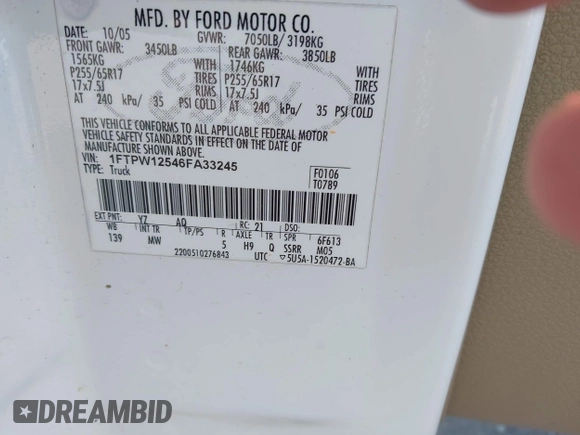 MFD. BY FORD MOTOR CO.
10/05 GVWR: 7050LB/ 3198KG
FRONT GAWR: 3450LB REAR GAWR: 3850LB
1565KG WITH 1746KG WITH
P255/65R17 TIRES P255/65R17 TIRES
17x7.5J RIMS 17x7.5J RIMS
AT 240 kPa/ 35 PSI COLD AT 240 kPa/ 35 PSI COLD
THIS VEHICLE CONFORMS TO ALL APPLICABLE FEDERAL MOTOR
VEHICLE SAFETY STANDARDS IN EFFECT ON THE DATE OF
MANUFACTURE SHOWN ABOVE.
VIN: 1FTPW12546FA33245
TYPE: Truck
F0106
T0789
EXT PNT: YZ AQ RC: 21 DSO:
WB INT TR TP/PS R AXLE TR SPR 6F613
139 MW 5 H9 Q SSRR M05
2200510276843 UTC ▽5U5A-1520472-BA
Ford
DREAMBID